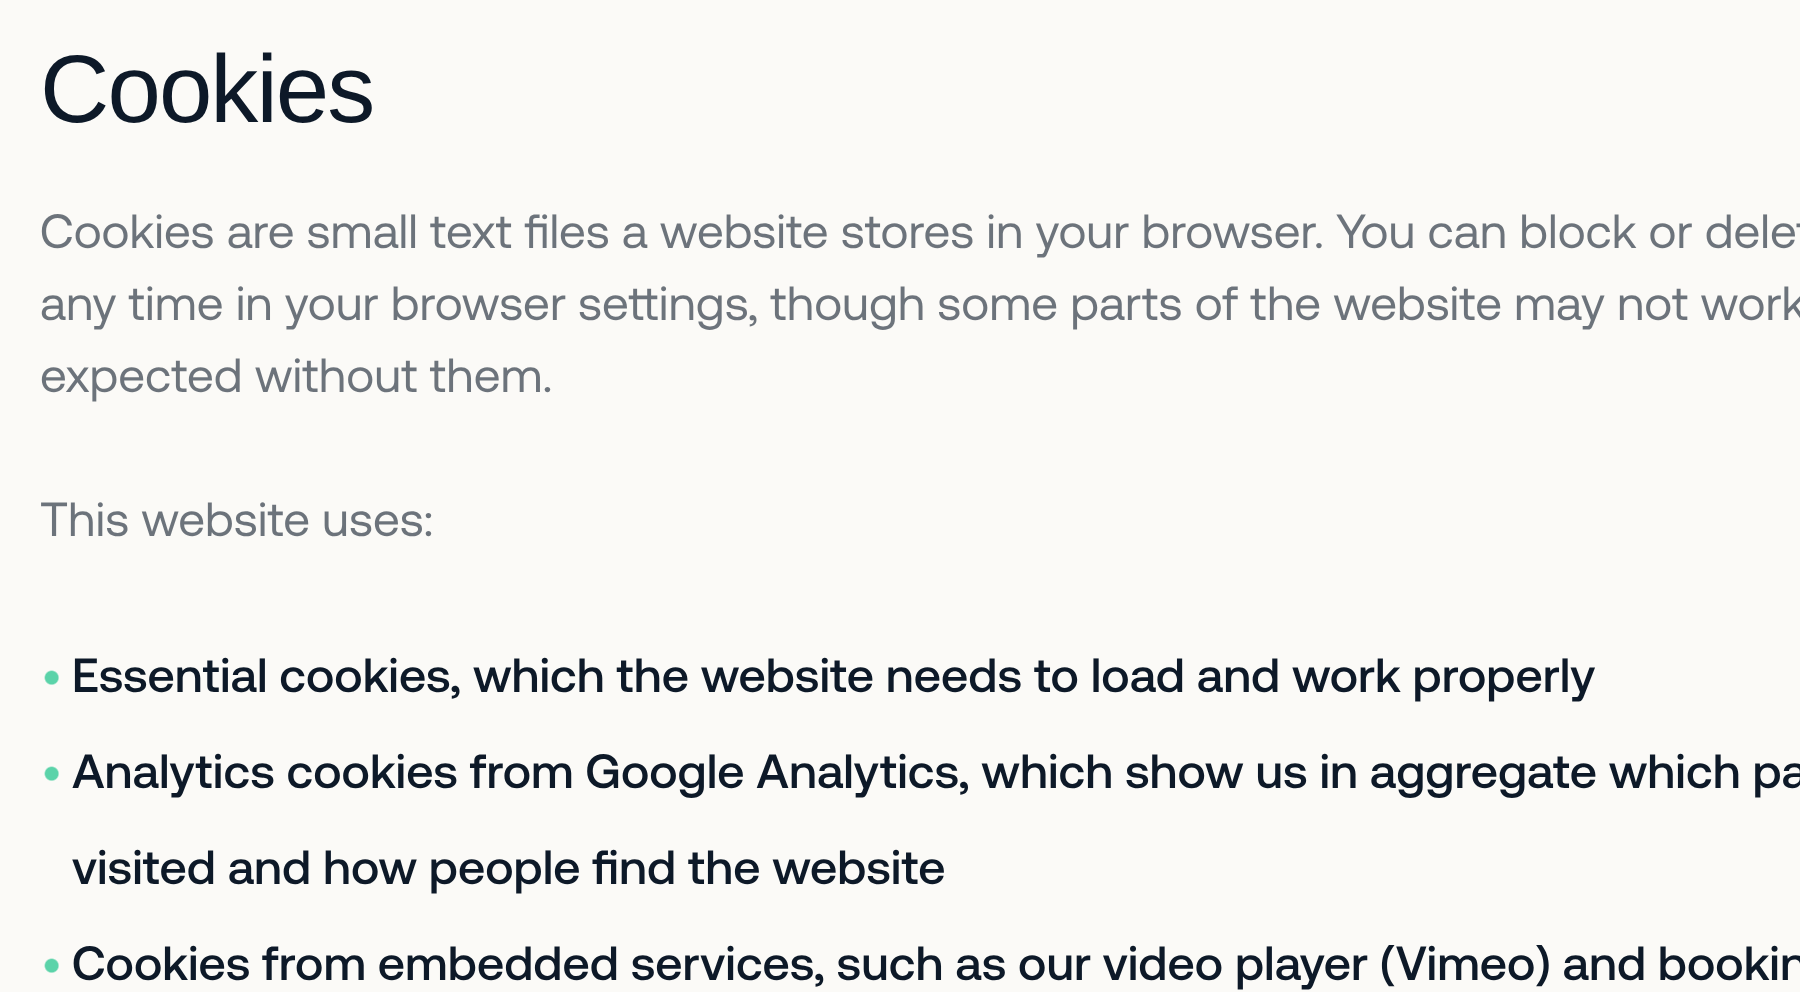 Cookies
Cookies are small text files a website stores in your browser. You can block or
any time in your browser settings, though some parts of the website may not work
expected without them.
This website uses:
• Essential cookies, which the website needs to load and work properly
• Analytics cookies from Google Analytics, which show us in aggregate which
visited and how people find the website
• Cookies from embedded services, such as our video player (Vimeo) and